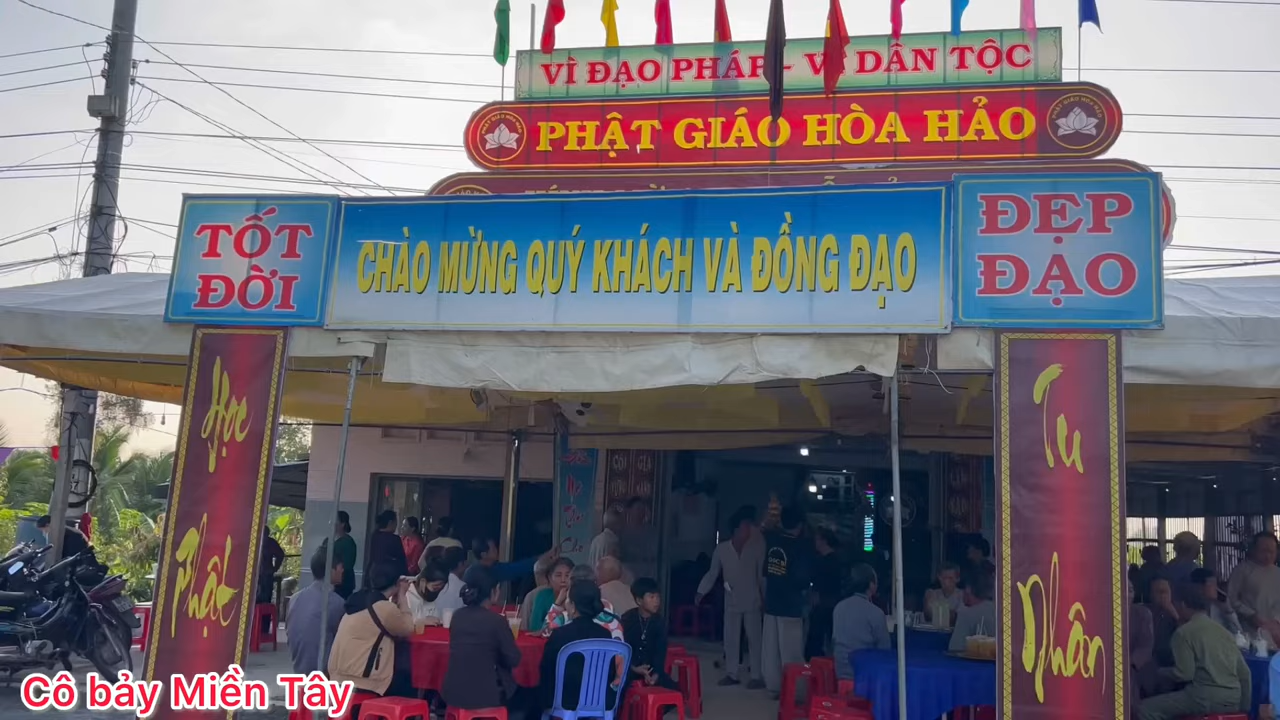 VÌ ĐẠO PHÁP - VÌ DÂN TỘC
PHẬT GIÁO HÒA HẢO
TỐT
ĐỜI
CHÀO MỪNG QUÝ KHÁCH VÀ ĐỒNG ĐẠO
ĐẸP
ĐẠO
Học
Phật
Tu
Nhân
Cô bảy Miền Tây